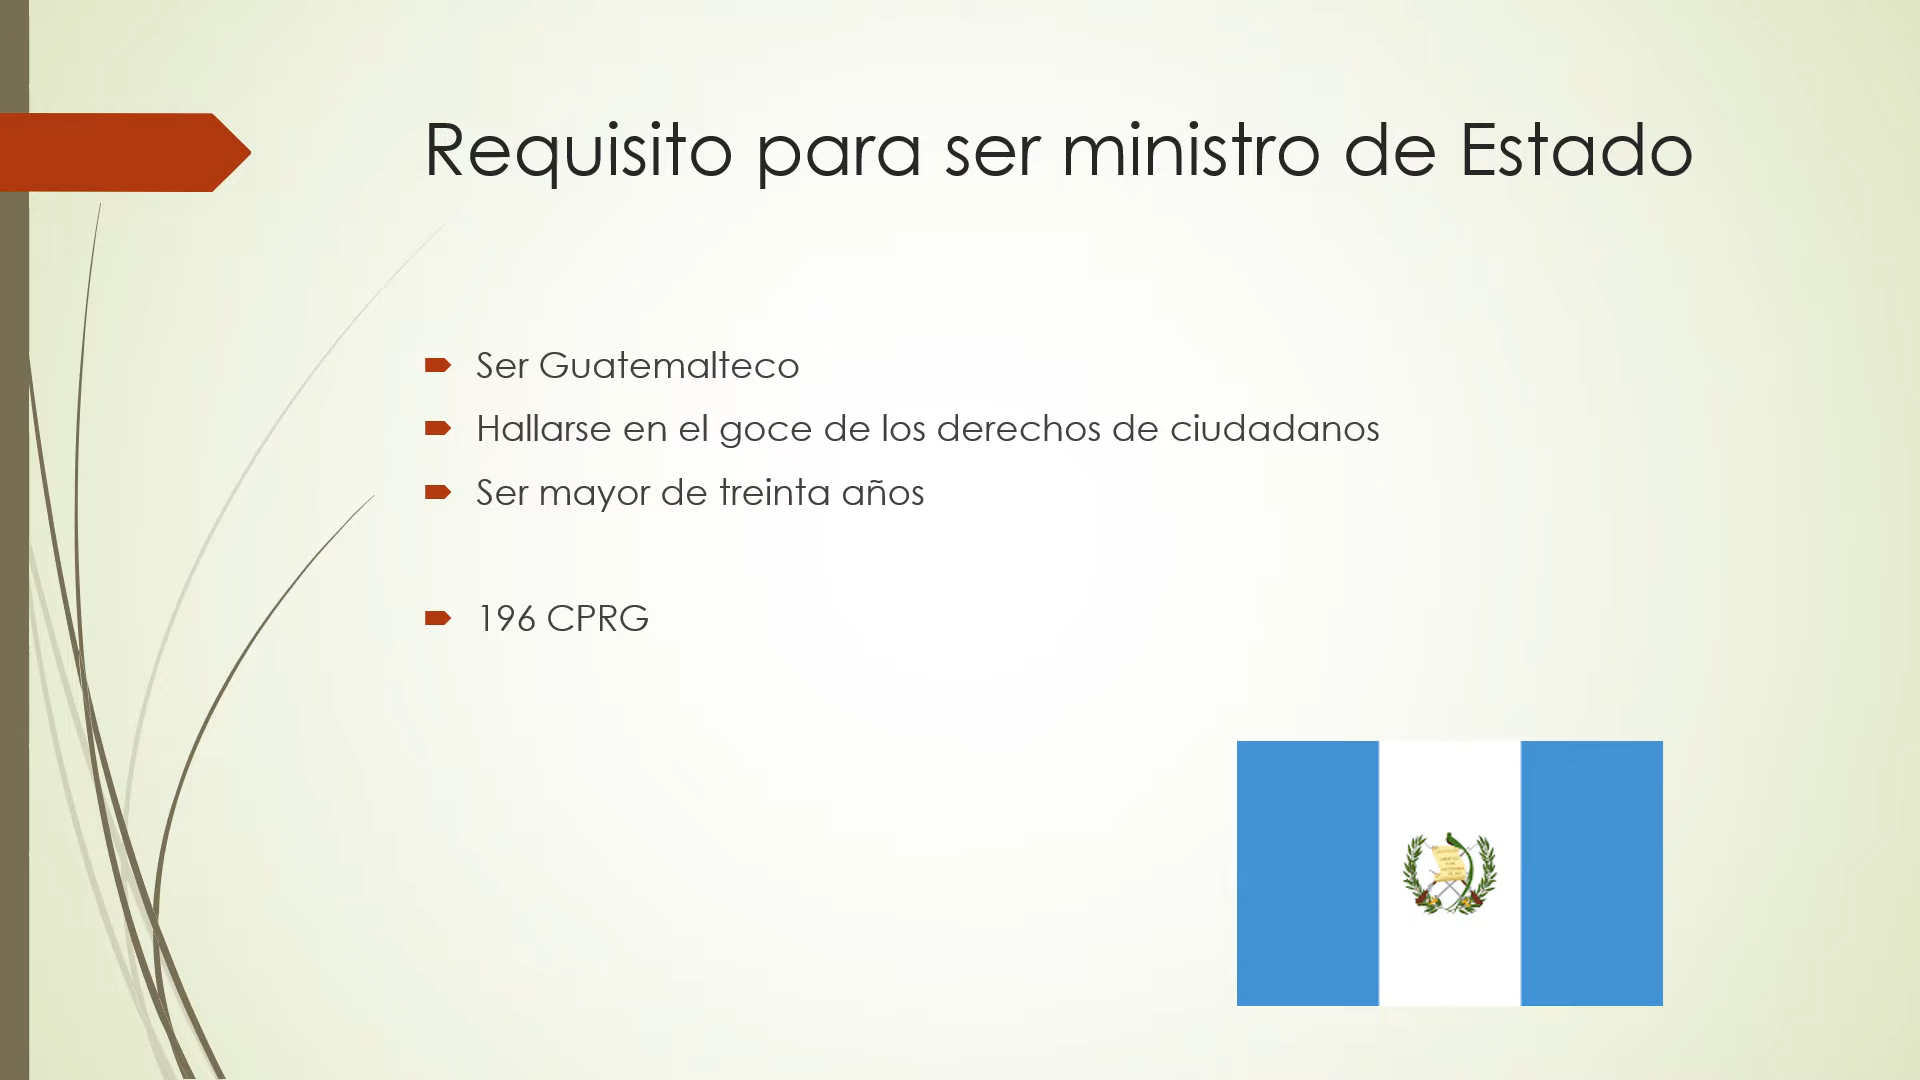 Requisito para ser ministro de Estado
Ser Guatemalteco
Hallarse en el goce de los derechos de ciudadanos
Ser mayor de treinta años
196 CPRG